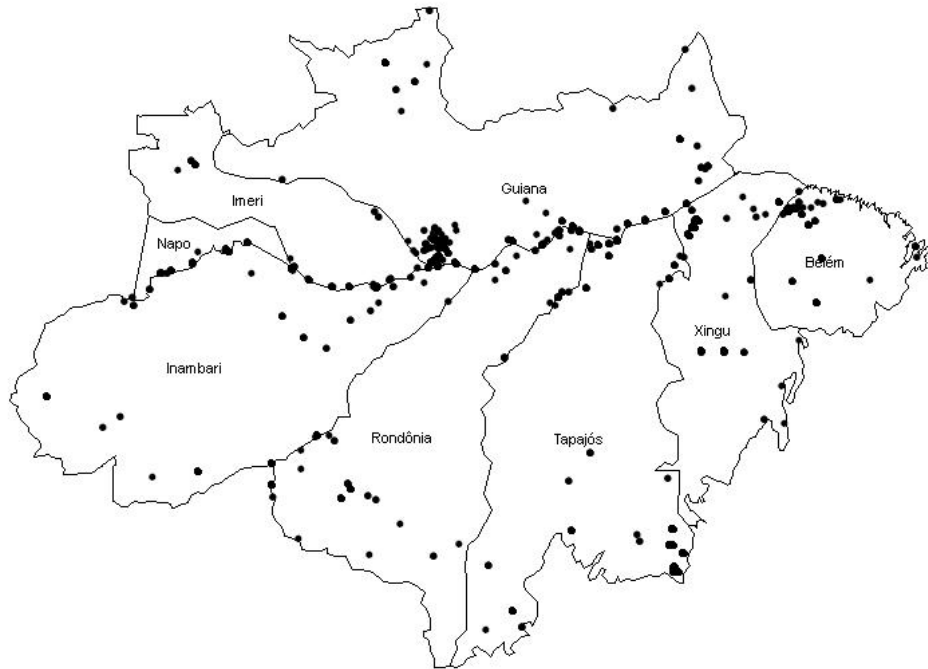 Guiana
Imeri
Napo
Belém
Xingu
Inambari
Rondônia
Tapajós